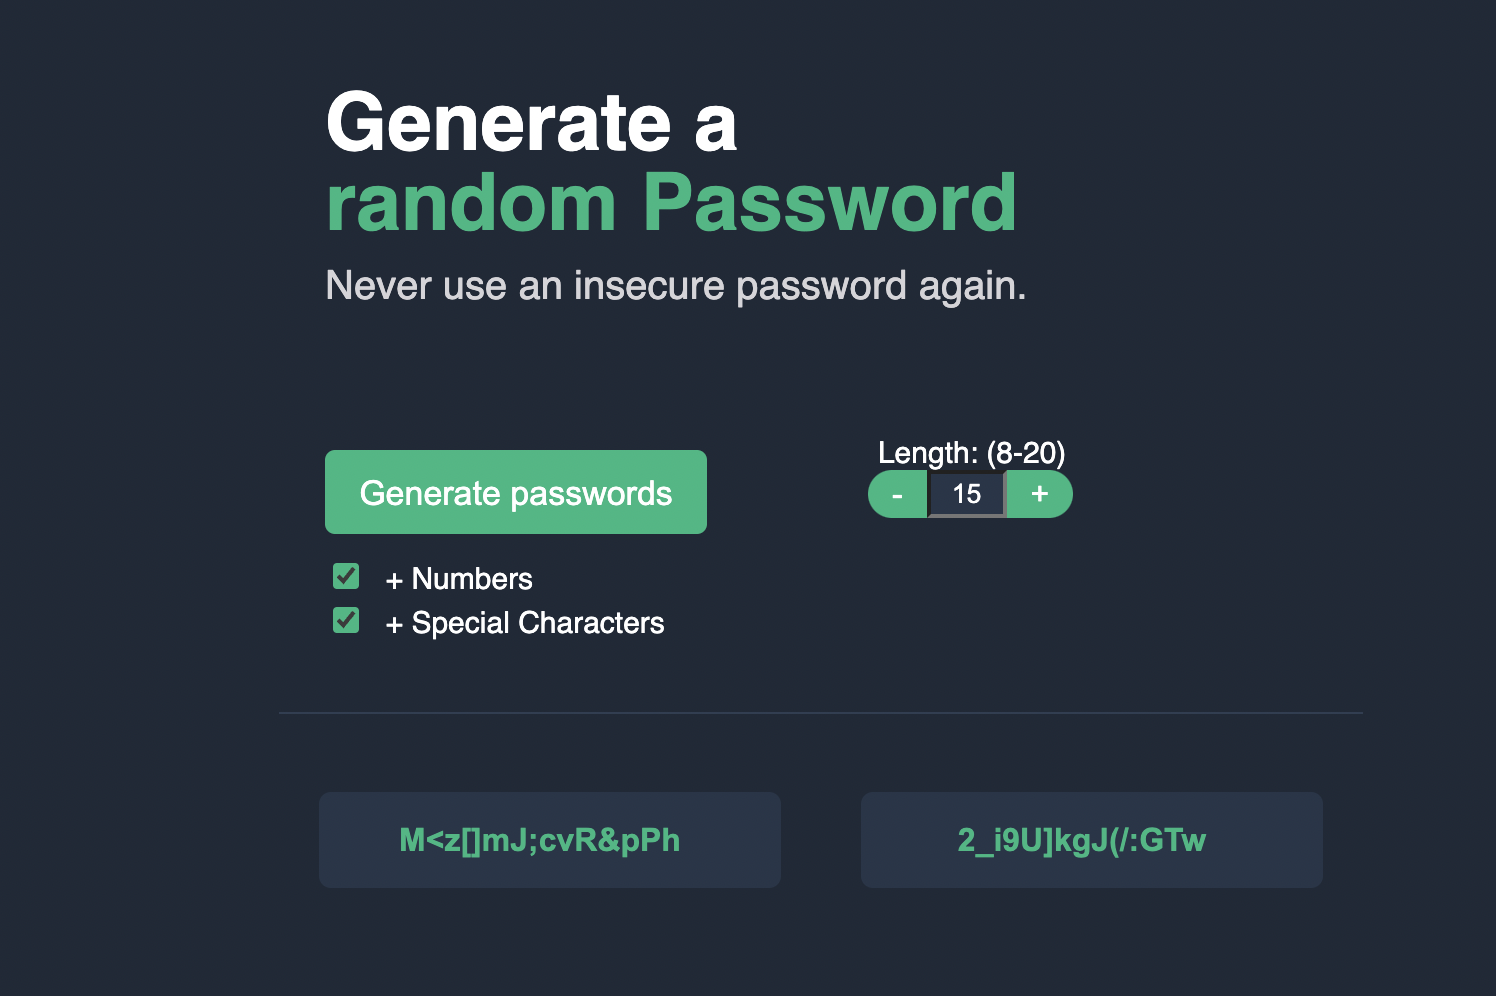 Generate a
random Password
Never use an insecure password again.
Length: (8-20)
Generate passwords
- 15 +
+ Numbers
+ Special Characters
M<z[]mJ;cvR&pPh
2_i9U]kgJ(/:GTw